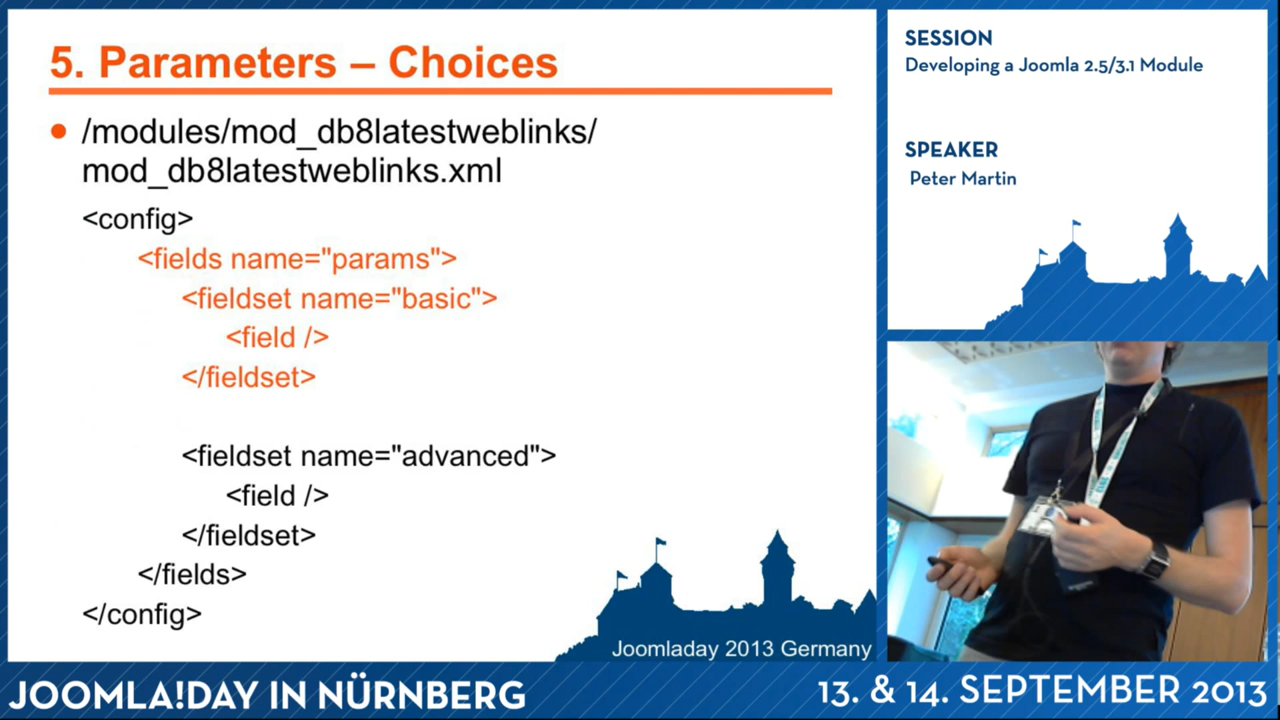 5. Parameters – Choices
/modules/mod_db8latestweblinks/
mod_db8latestweblinks.xml
<config>
<fields name="params">
<fieldset name="basic">
<field />
</fieldset>
<fieldset name="advanced">
<field />
</fieldset>
</fields>
</config>
Joomladay 2013 Germany
SESSION
Developing a Joomla 2.5/3.1 Module
SPEAKER
Peter Martin
JOOMLA!DAY IN NÜRNBERG
13. & 14. SEPTEMBER 2013